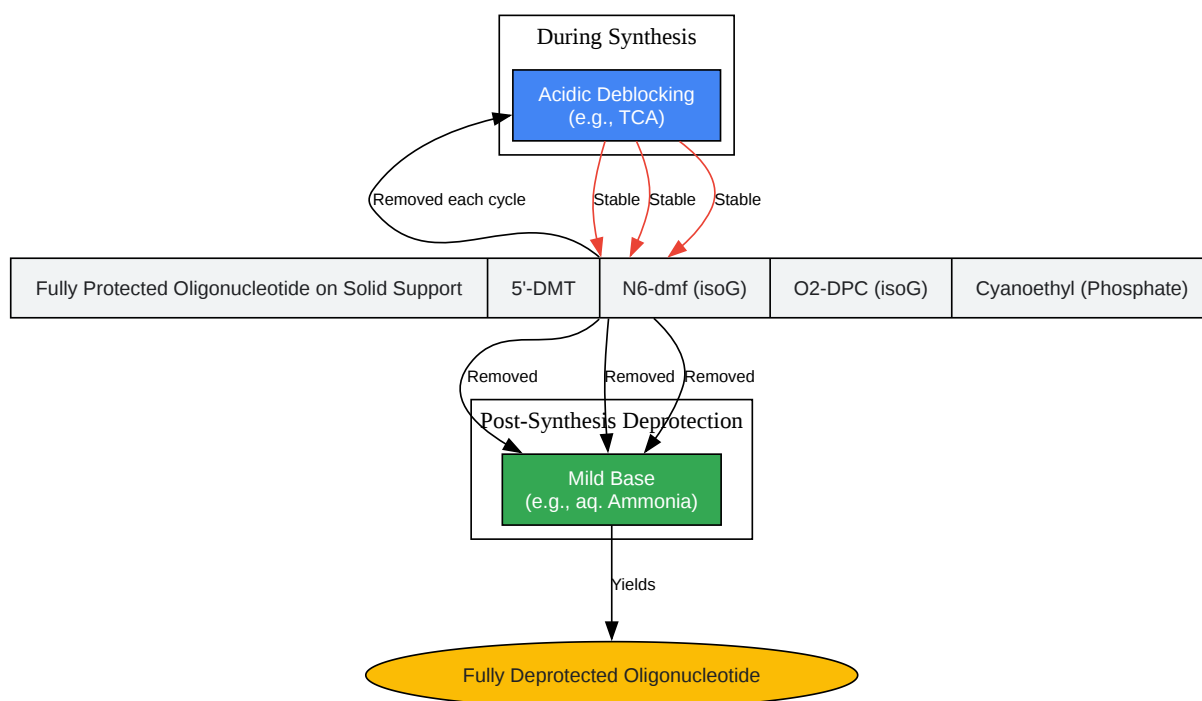 During Synthesis
Acidic Deblocking
(e.g., TCA)
Removed each cycle
Stable
Stable
Stable
Fully Protected Oligonucleotide on Solid Support
5'-DMT
N6-dmf (isoG)
O2-DPC (isoG)
Cyanoethyl (Phosphate)
Removed
Removed
Removed
Post-Synthesis Deprotection
Mild Base
(e.g., aq. Ammonia)
Yields
Fully Deprotected Oligonucleotide